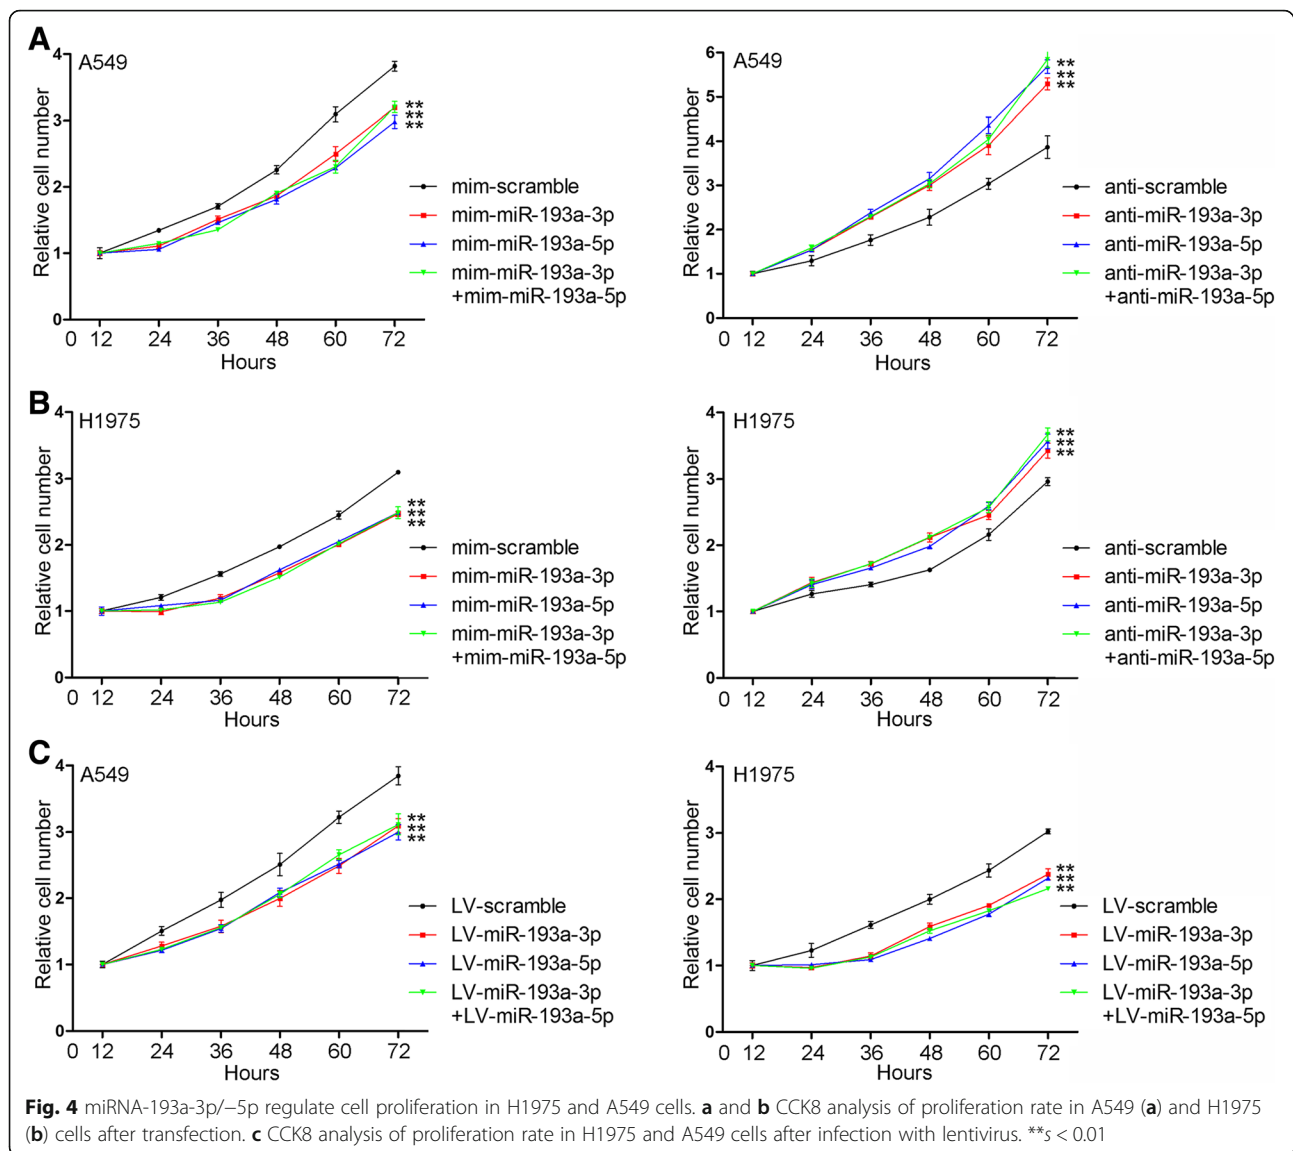 A
A549
Relative cell number
4
3
2
1
0
0 12 24 36 48 60 72
Hours
**
**
**
mim-scramble
mim-miR-193a-3p
mim-miR-193a-5p
mim-miR-193a-3p
+mim-miR-193a-5p
A549
Relative cell number
6
5
4
3
2
1
0
0 12 24 36 48 60 72
Hours
**
**
**
anti-scramble
anti-miR-193a-3p
anti-miR-193a-5p
anti-miR-193a-3p
+anti-miR-193a-5p
B
H1975
Relative cell number
4
3
2
1
0
0 12 24 36 48 60 72
Hours
**
**
**
mim-scramble
mim-miR-193a-3p
mim-miR-193a-5p
mim-miR-193a-3p
+mim-miR-193a-5p
H1975
Relative cell number
4
3
2
1
0
0 12 24 36 48 60 72
Hours
**
**
**
anti-scramble
anti-miR-193a-3p
anti-miR-193a-5p
anti-miR-193a-3p
+anti-miR-193a-5p
C
A549
Relative cell number
4
3
2
1
0
0 12 24 36 48 60 72
Hours
**
**
**
LV-scramble
LV-miR-193a-3p
LV-miR-193a-5p
LV-miR-193a-3p
+LV-miR-193a-5p
H1975
Relative cell number
4
3
2
1
0
0 12 24 36 48 60 72
Hours
**
**
**
LV-scramble
LV-miR-193a-3p
LV-miR-193a-5p
LV-miR-193a-3p
+LV-miR-193a-5p
Fig. 4 miRNA-193a-3p/−5p regulate cell proliferation in H1975 and A549 cells. a and b CCK8 analysis of proliferation rate in A549 (a) and H1975
(b) cells after transfection. c CCK8 analysis of proliferation rate in H1975 and A549 cells after infection with lentivirus. **s < 0.01